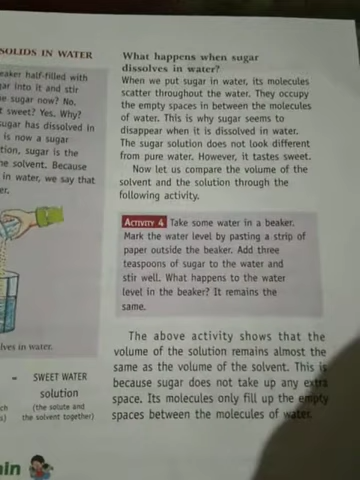 SOLIDS IN WATER
eaker half-filled with
gar into it and stir
e sugar now? No.
t sweet? Yes. Why?
sugar has dissolved in
is now a sugar
tion, sugar is the
he solvent. Because
in water, we say that
er.
lves in water.
= SWEET WATER
solution
ch (the solute and
s) the solvent together)
in
What happens when sugar
dissolves in water?
When we put sugar in water, its molecules
scatter throughout the water. They occupy
the empty spaces in between the molecules
of water. This is why sugar seems to
disappear when it is dissolved in water.
The sugar solution does not look different
from pure water. However, it tastes sweet.
Now let us compare the volume of the
solvent and the solution through the
following activity.
ACTIVITY 4 Take some water in a beaker.
Mark the water level by pasting a strip of
paper outside the beaker. Add three
teaspoons of sugar to the water and
stir well. What happens to the water
level in the beaker? It remains the
same.
The above activity shows that the
volume of the solution remains almost the
same as the volume of the solvent. This is
because sugar does not take up any extra
space. Its molecules only fill up the empty
spaces between the molecules of water.